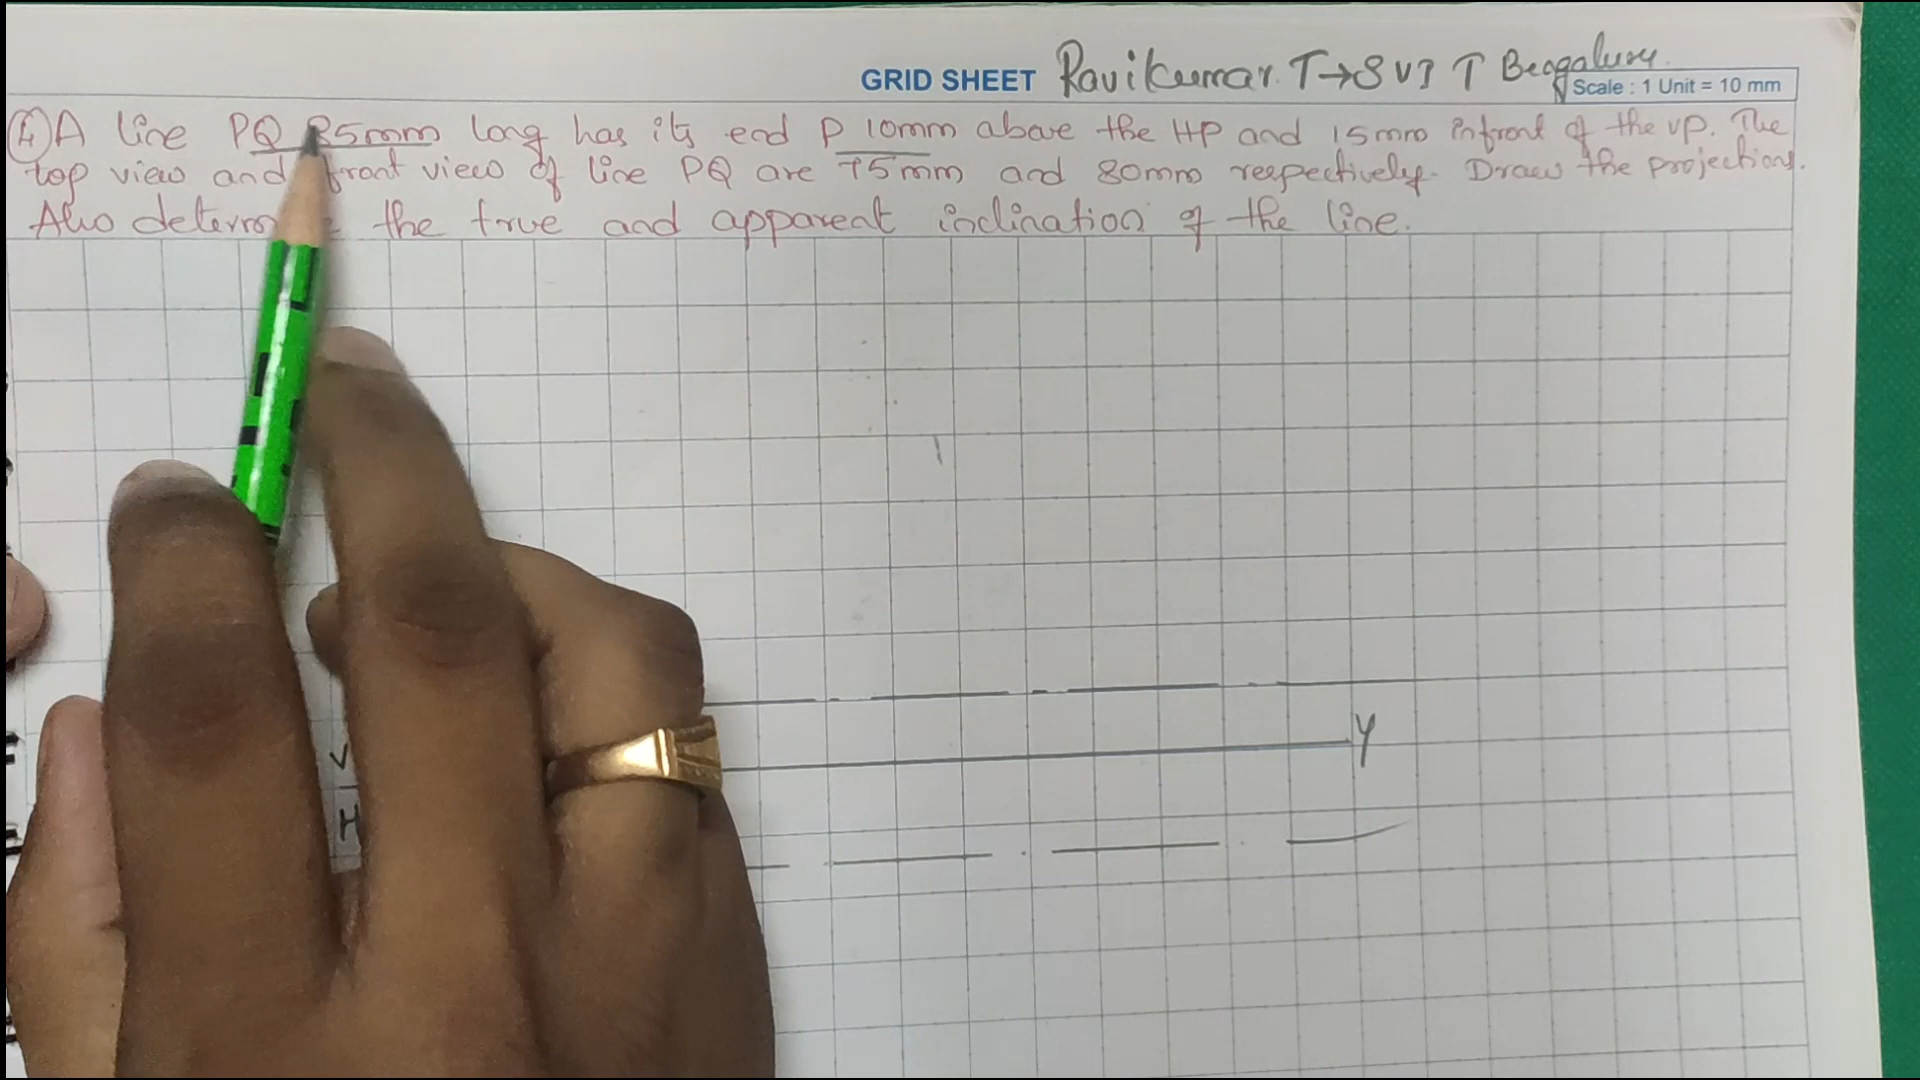 GRID SHEET Ravikumar. T→SVIT Bengaluru.
Scale : 1 Unit = 10 mm
(4) A line PQ 85mm long has its end P 10mm above the HP and 15mm infront of the VP. The
top view and front view of line PQ are 75mm and 80mm respectively. Draw the projections.
Also the true and apparent inclination of the line.
V
Y
H